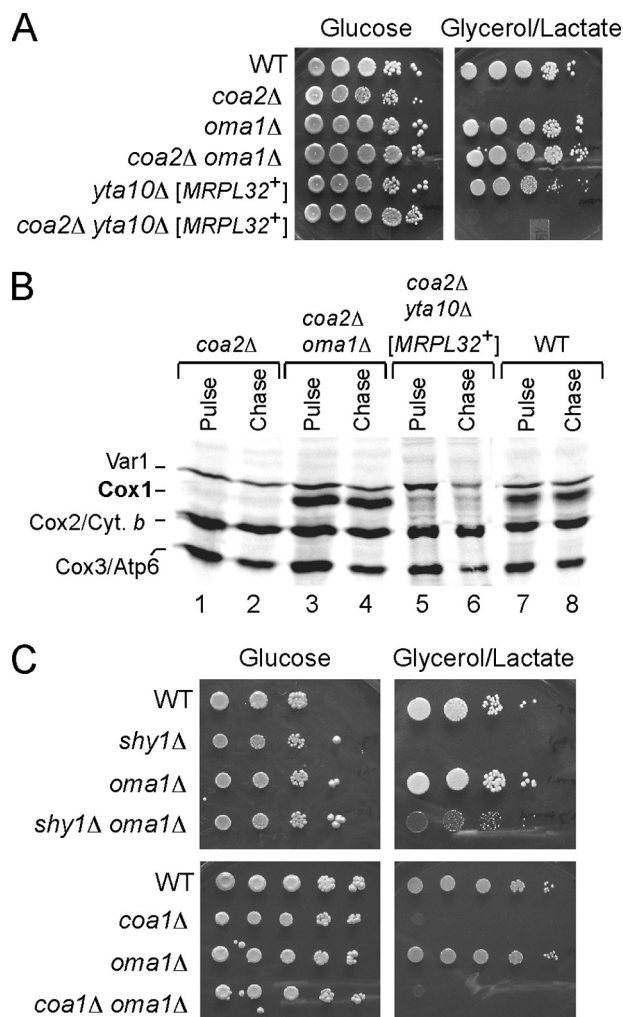 A
Glucose Glycerol/Lactate
WT
coa2Δ
oma1Δ
coa2Δ oma1Δ
yta10Δ [MRPL32+]
coa2Δ yta10Δ [MRPL32+]
B
coa2Δ
coa2Δ oma1Δ
coa2Δ yta10Δ [MRPL32+]
WT
Pulse Chase Pulse Chase Pulse Chase Pulse Chase
Var1
Cox1
Cox2/Cyt. b
Cox3/Atp6
1 2 3 4 5 6 7 8
C
Glucose Glycerol/Lactate
WT
shy1Δ
oma1Δ
shy1Δ oma1Δ
WT
coa1Δ
oma1Δ
coa1Δ oma1Δ